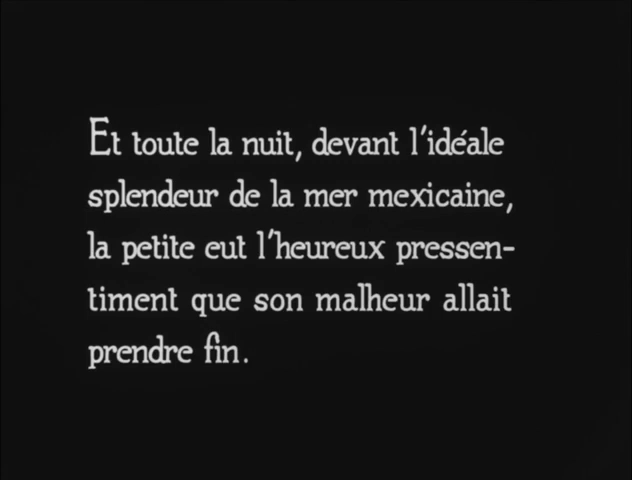 Et toute la nuit, devant l'idéale
splendeur de la mer mexicaine,
la petite eut l'heureux pressen-
timent que son malheur allait
prendre fin.